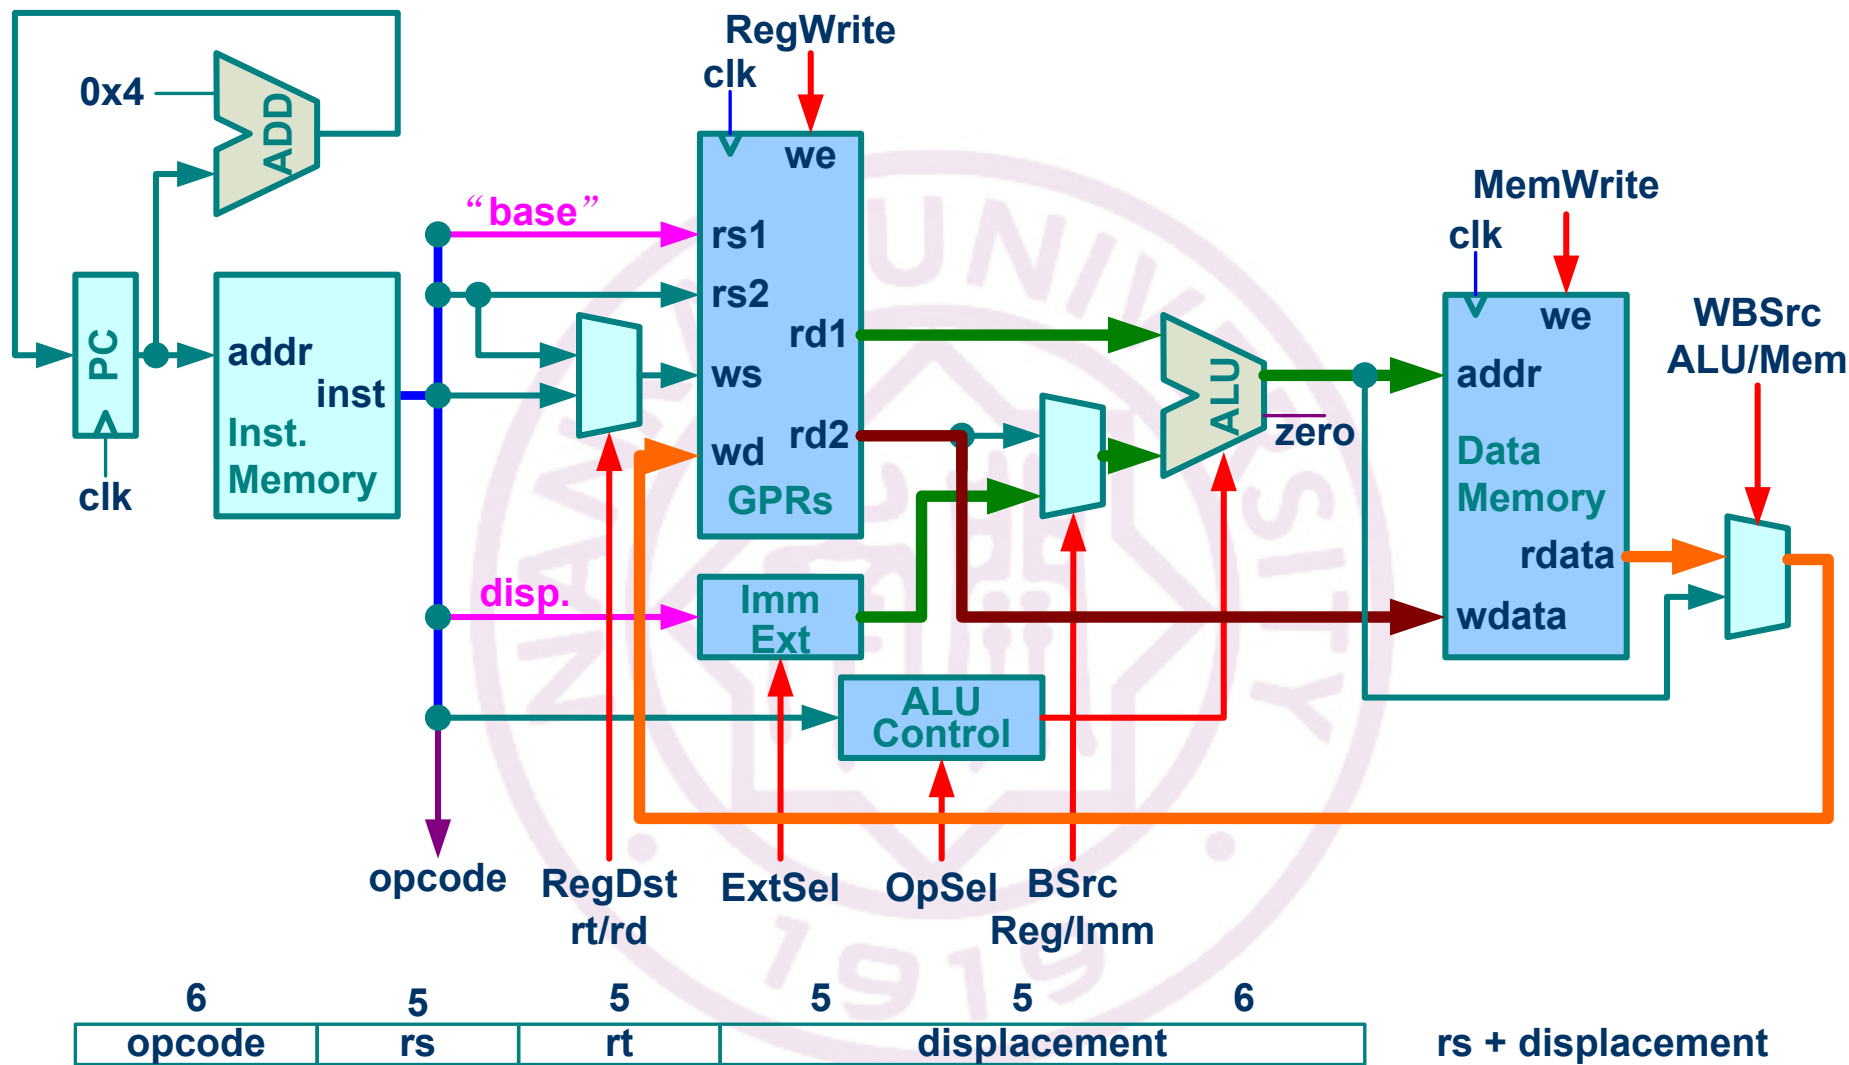 RegWrite
clk
0x4
ADD
we
MemWrite
“base”
rs1
clk
rs2
we
WBSrc
ALU/Mem
rd1
PC
addr
inst
Inst.
Memory
ws
ALU
addr
rd2
zero
wd
GPRs
Data
Memory
clk
rdata
disp.
Imm
Ext
wdata
ALU
Control
opcode
RegDst
rt/rd
ExtSel
OpSel
BSrc
Reg/Imm
NANKAI UNIVERSITY
1919
6 5 5 5 5 6
opcode rs rt displacement rs + displacement